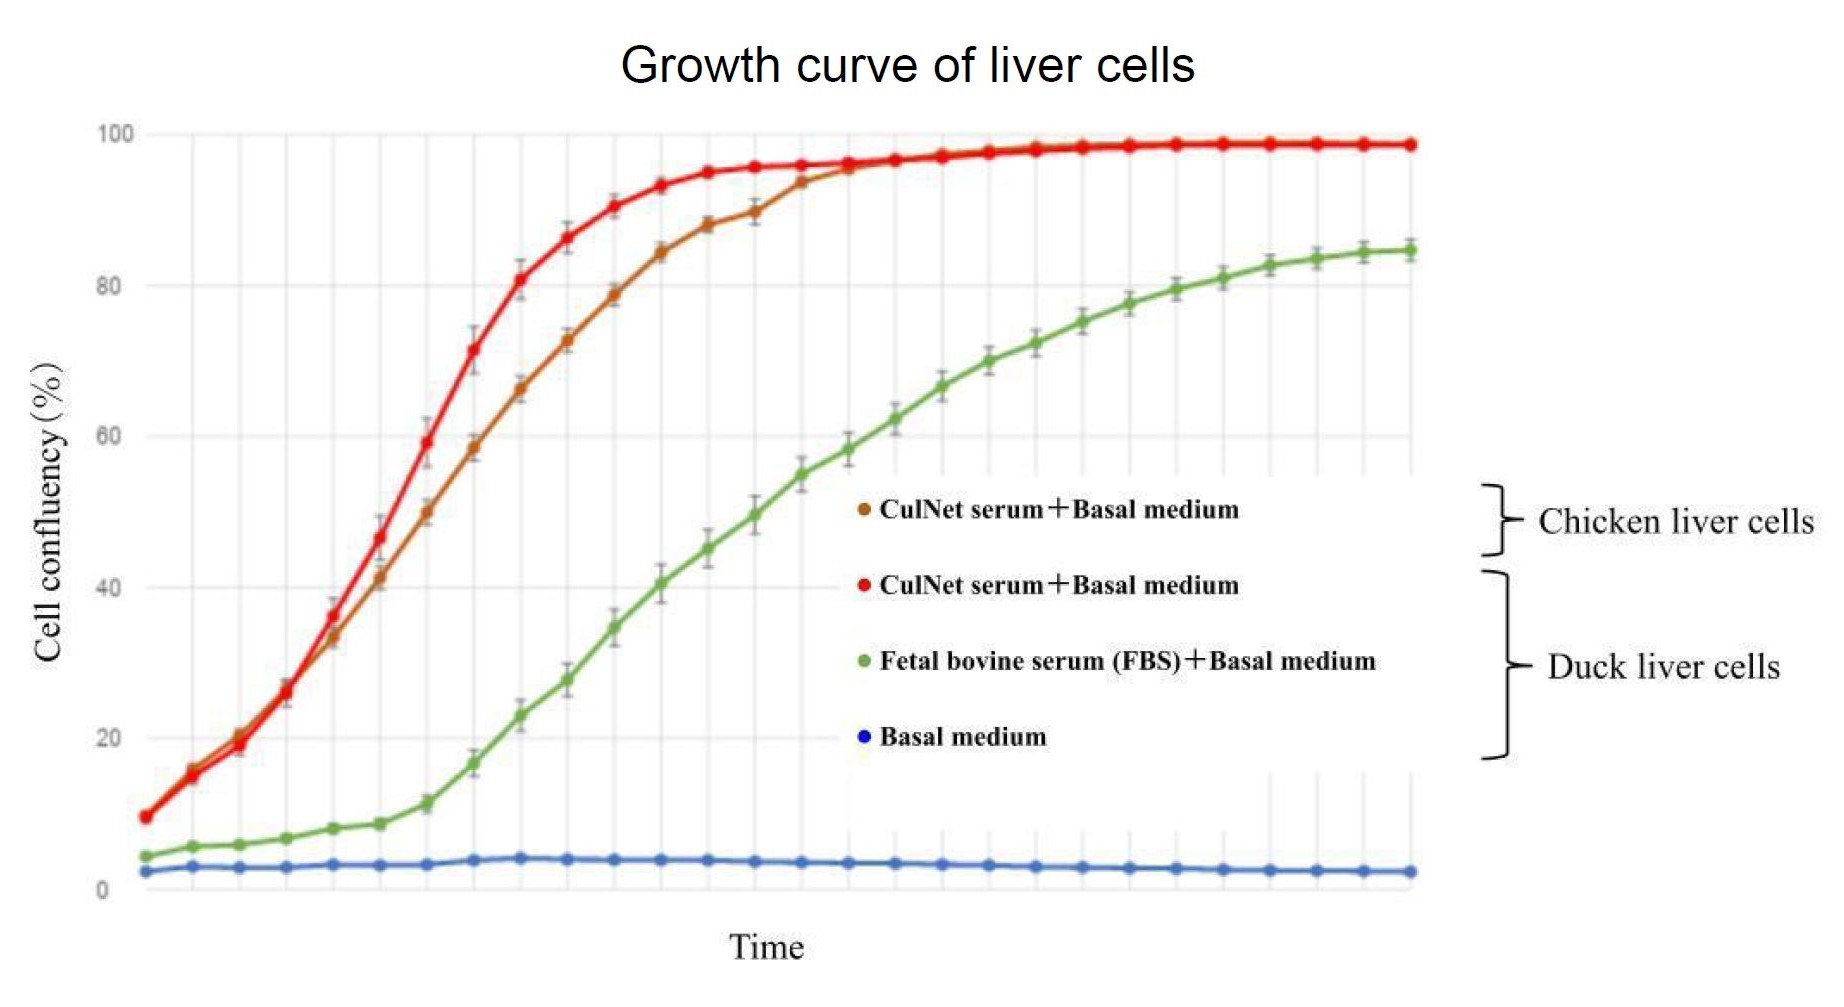 Growth curve of liver cells
100
80
60
40
20
0
Cell confluency (%)
Time
CulNet serum+Basal medium
Chicken liver cells
CulNet serum+Basal medium
Fetal bovine serum (FBS)+Basal medium
Duck liver cells
Basal medium